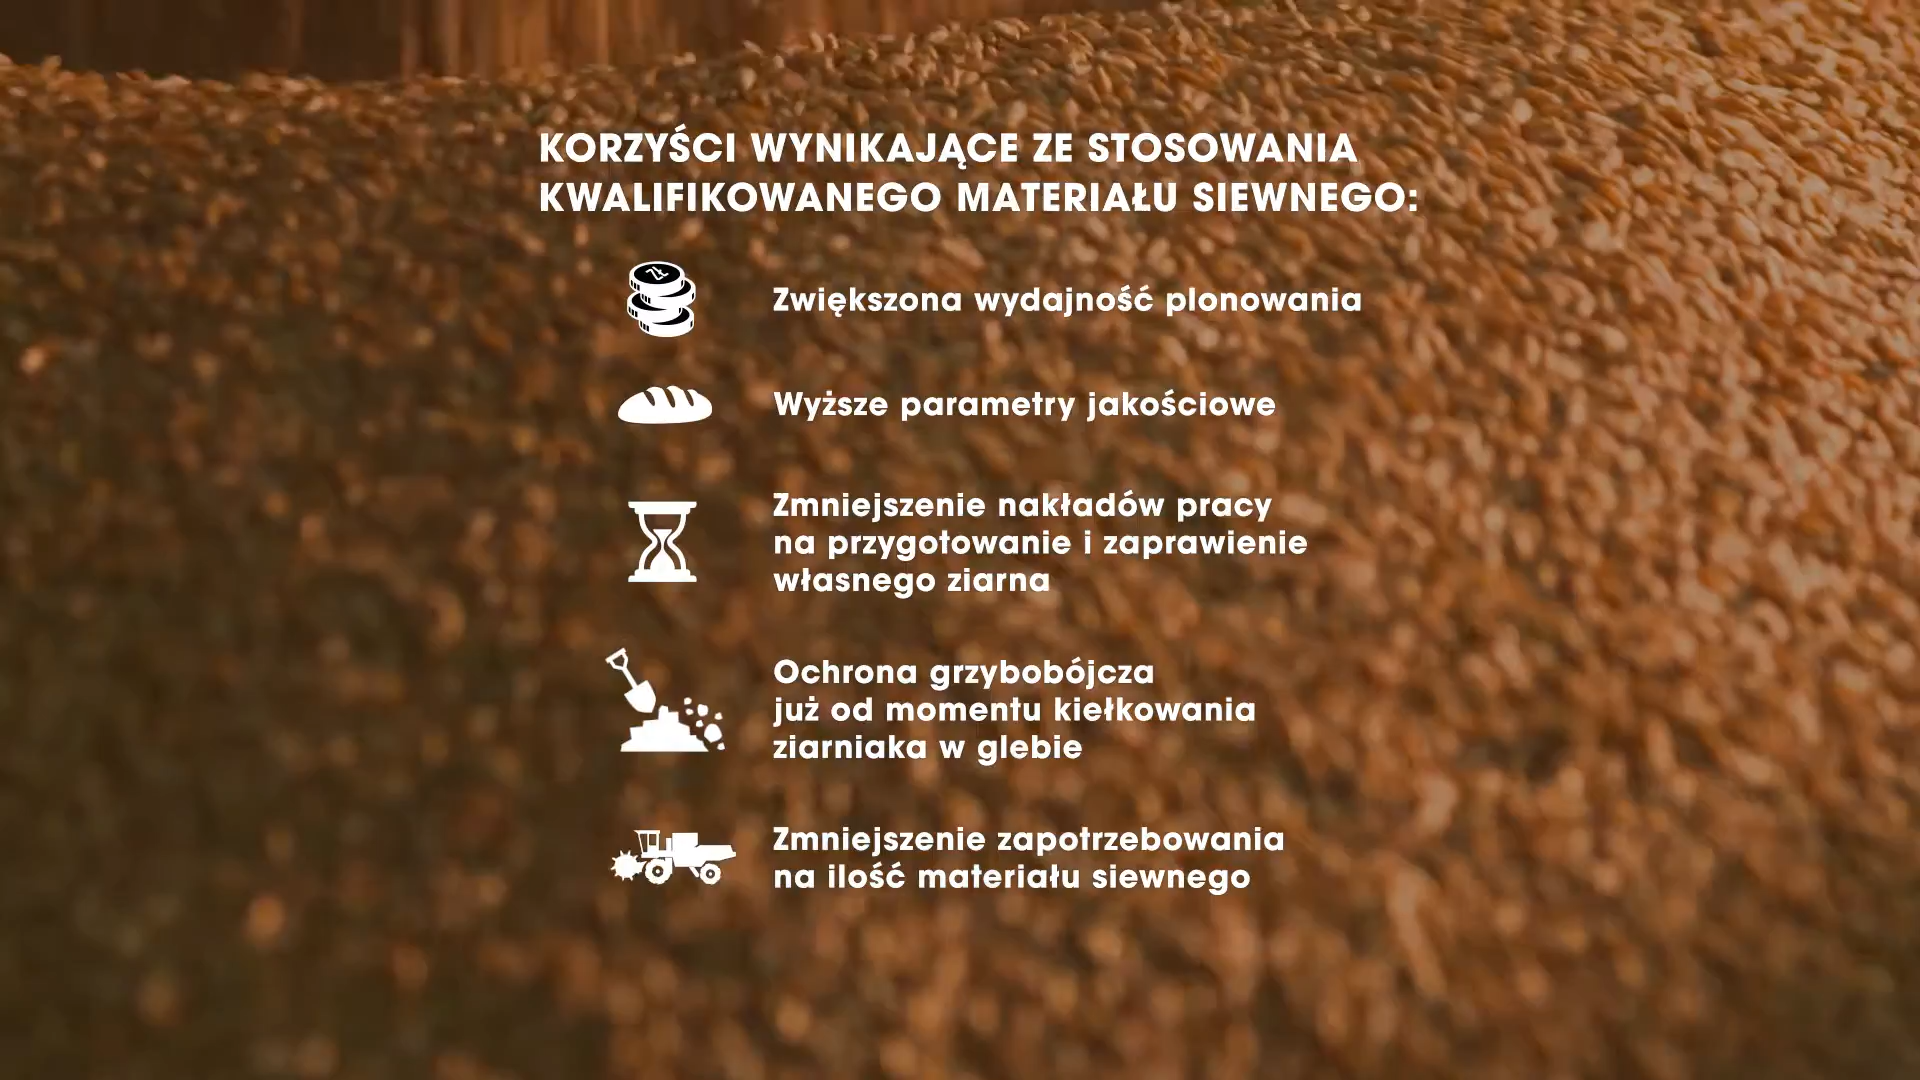 KORZYŚCI WYNIKAJĄCE ZE STOSOWANIA
KWALIFIKOWANEGO MATERIAŁU SIEWNEGO:
zł
Zwiększona wydajność plonowania
Wyższe parametry jakościowe
Zmniejszenie nakładów pracy
na przygotowanie i zaprawienie
własnego ziarna
Ochrona grzybobójcza
już od momentu kiełkowania
ziarniaka w glebie
Zmniejszenie zapotrzebowania
na ilość materiału siewnego